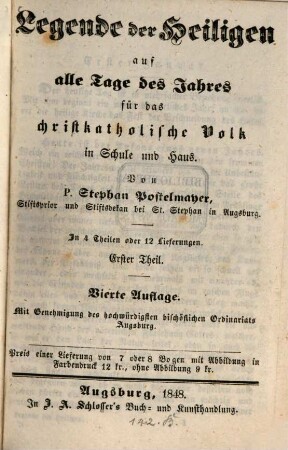 Legende der Heiligen
auf
alle Tage des Jahres
für das
christkatholische Volk
in Schule und Haus.
Von
P. Stephan Postelmayer,
Stiftsprior und Stiftsdekan bei St. Stephan in Augsburg.
In 4 Theilen oder 12 Lieferungen.
Erster Theil.
Vierte Auflage.
Mit Genehmigung des hochwürdigsten bischöflichen Ordinariats
Augsburg.
Preis einer Lieferung von 7 oder 8 Bogen mit Abbildung in
Farbendruck 12 kr., ohne Abbildung 9 kr.
Augsburg, 1848.
In J. A. Schlosser's Buch- und Kunsthandlung.